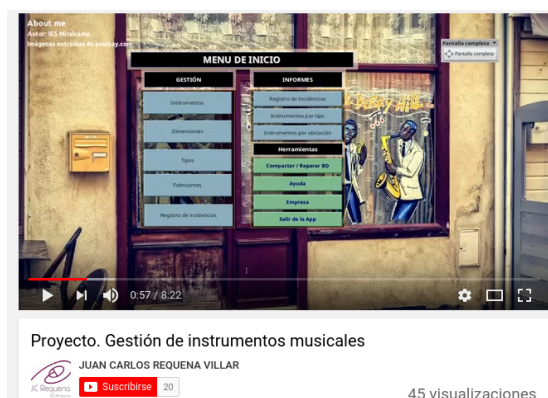 About me
Autor: IES Miralcamp
Imágenes extraídas de pixabay.com
Pantalla completa
Pantalla completa
MENU DE INICIO
GESTIÓN
Instrumentos
Dimensiones
Tipos
Fabricantes
Registro de incidencias
INFORMES
Registro de incidencias
Instrumentos por tipo
Instrumentos por ubicación
Herramientas
Compactar / Reparar BD
Ayuda
Empresa
Salir de la App
0:57 / 8:22
Proyecto. Gestión de instrumentos musicales
JUAN CARLOS REQUENA VILLAR
JC Requena
Suscribirse 20
45 visualizaciones